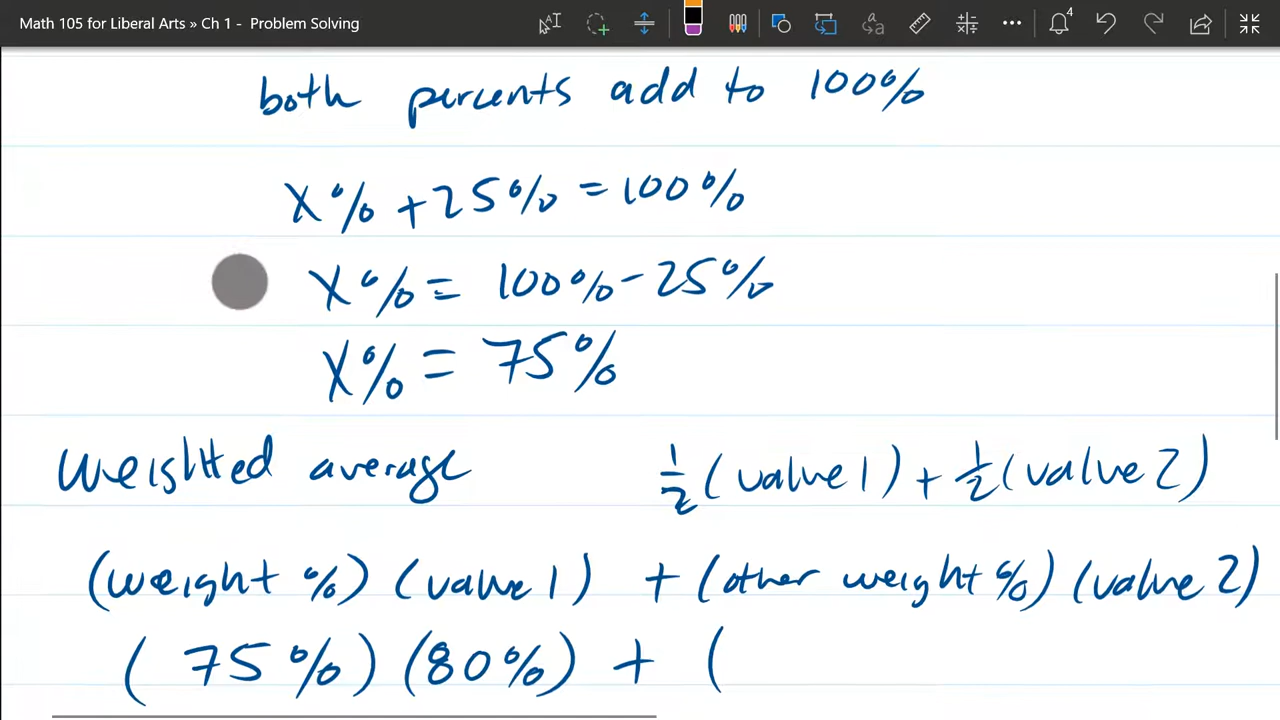 Math 105 for Liberal Arts » Ch 1 - Problem Solving
4
both percents add to 100%
X% + 25% = 100%
X% = 100% - 25%
X% = 75%
Weighted average ½ (value 1) + ½ (value 2)
(weight %) (value 1) + (other weight %) (value 2)
( 75%) (80%) + (